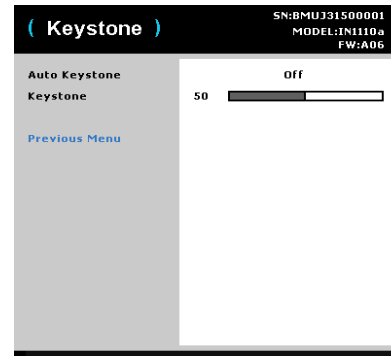 ( Keystone )
SN:BMUJ31500001
MODEL:IN1110a
FW:A06
Auto Keystone Off
Keystone 50
Previous Menu